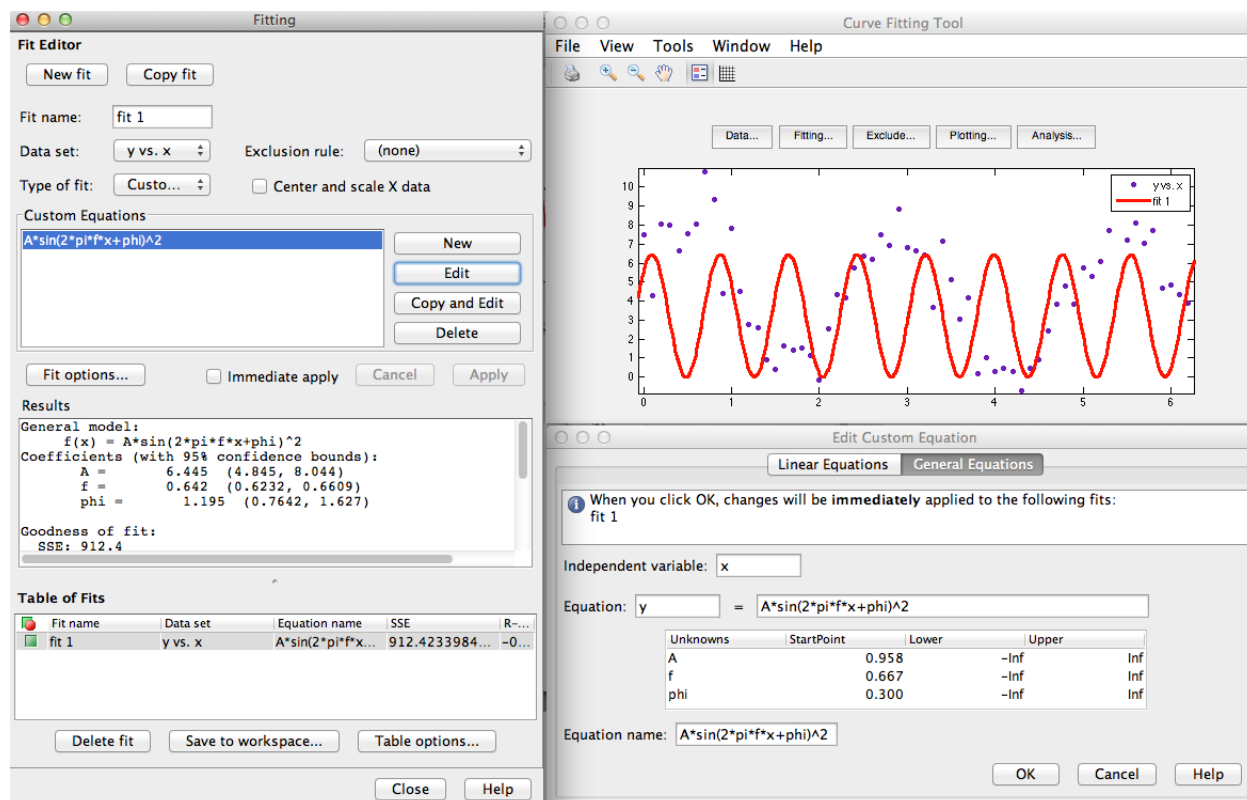 Fitting
Fit Editor
New fit
Copy fit
Fit name:
fit 1
Data set:
y vs. x
Exclusion rule:
(none)
Type of fit:
Custo...
Center and scale X data
Custom Equations
A*sin(2*pi*f*x+phi)^2
New
Edit
Copy and Edit
Delete
Fit options...
Immediate apply
Cancel
Apply
Results
General model:
f(x) = A*sin(2*pi*f*x+phi)^2
Coefficients (with 95% confidence bounds):
A = 6.445 (4.845, 8.044)
f = 0.642 (0.6232, 0.6609)
phi = 1.195 (0.7642, 1.627)
Goodness of fit:
SSE: 912.4
Table of Fits
Fit name Data set Equation name SSE R-...
fit 1 y vs. x A*sin(2*pi*f*x... 912.4233984... -0...
Delete fit
Save to workspace...
Table options...
Close
Help
Curve Fitting Tool
File View Tools Window Help
Data...
Fitting...
Exclude...
Plotting...
Analysis...
y vs. x
fit 1
10
9
8
7
6
5
4
3
2
1
0
0 1 2 3 4 5 6
Edit Custom Equation
Linear Equations
General Equations
When you click OK, changes will be immediately applied to the following fits:
fit 1
Independent variable: x
Equation: y = A*sin(2*pi*f*x+phi)^2
Unknowns StartPoint Lower Upper
A 0.958 -Inf Inf
f 0.667 -Inf Inf
phi 0.300 -Inf Inf
Equation name: A*sin(2*pi*f*x+phi)^2
OK
Cancel
Help